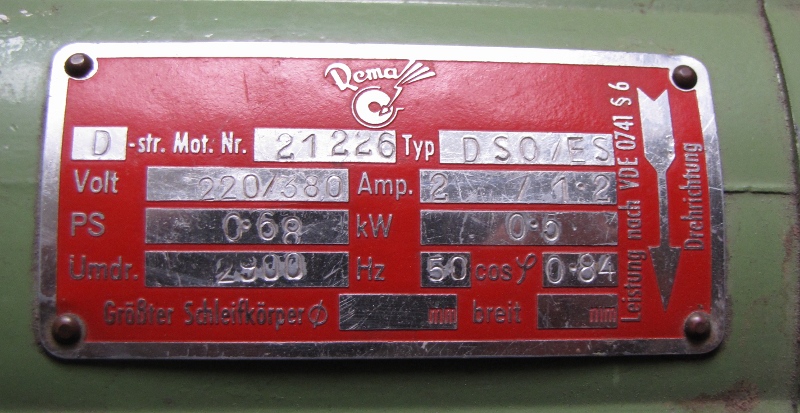 Rema
D -str. Mot. Nr. 21226 Typ DSO/ES
Volt 220/380 Amp. 2 / 1·2
PS 0·68 kW 0·5
Umdr. 2900 Hz 50 cos φ 0·84
Größter Schleifkörper Ø mm breit mm
Leistung nach VDE 0741 § 6
Drehrichtung